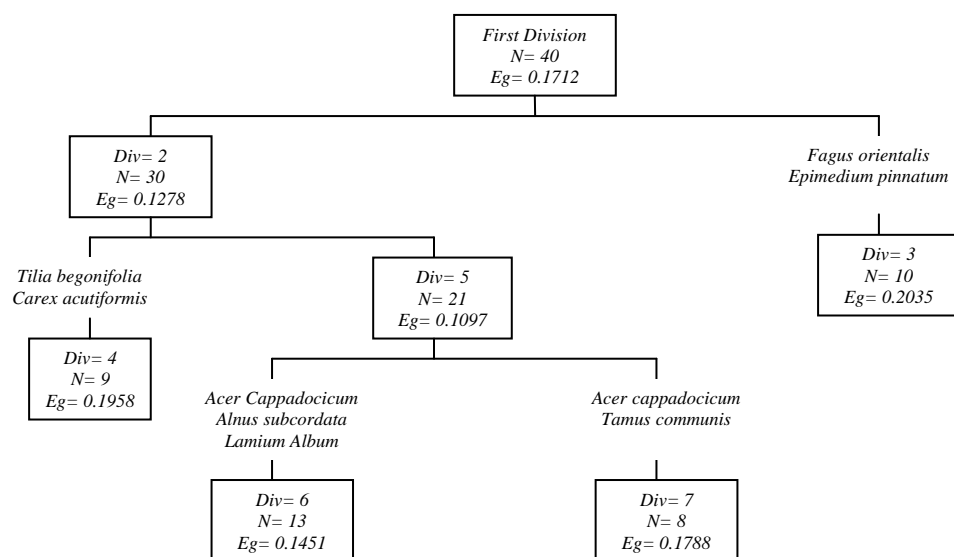 First Division
N= 40
Eg= 0.1712
Div= 2
N= 30
Eg= 0.1278
Fagus orientalis
Epimedium pinnatum
Tilia begonifolia
Carex acutiformis
Div= 5
N= 21
Eg= 0.1097
Div= 3
N= 10
Eg= 0.2035
Div= 4
N= 9
Eg= 0.1958
Acer Cappadocicum
Alnus subcordata
Lamium Album
Acer cappadocicum
Tamus communis
Div= 6
N= 13
Eg= 0.1451
Div= 7
N= 8
Eg= 0.1788